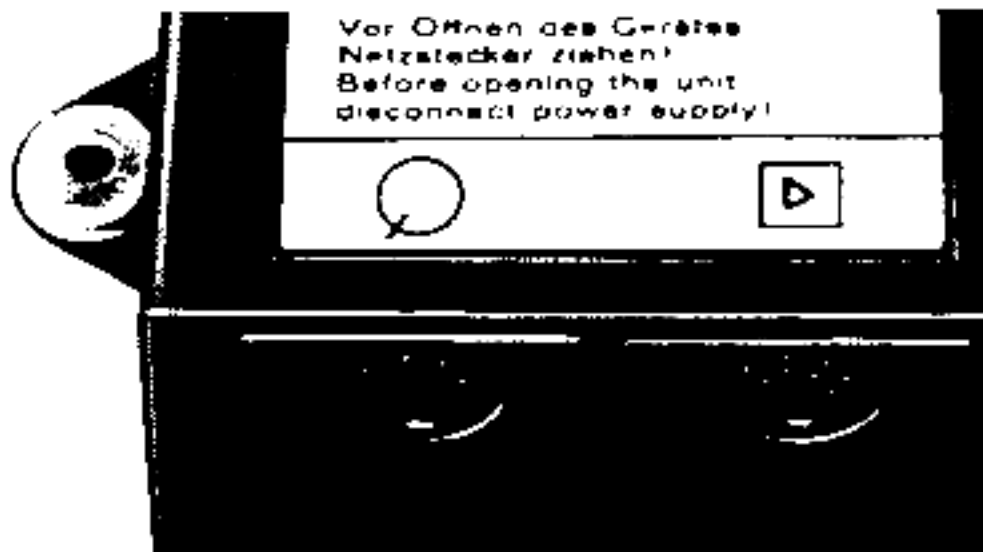 Vor Öffnen des Gerätes
Netzstecker ziehen!
Before opening the unit
disconnect power supply!